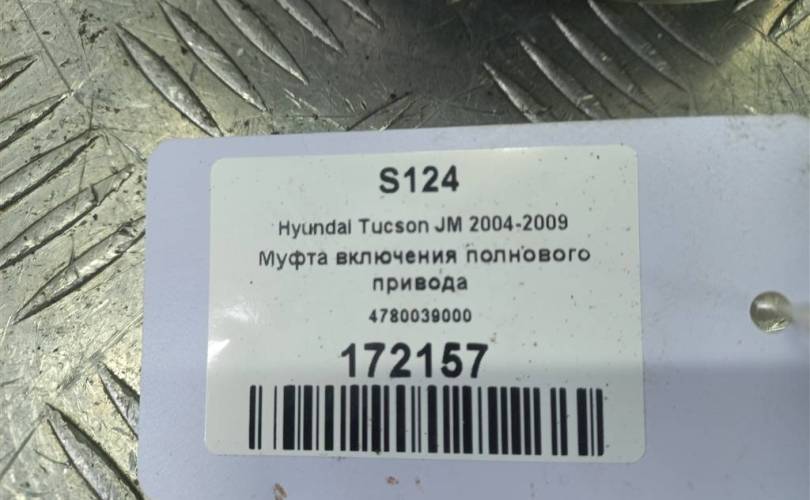 S124
Hyundai Tucson JM 2004-2009
Муфта включения полнового
привода
4780039000
172157